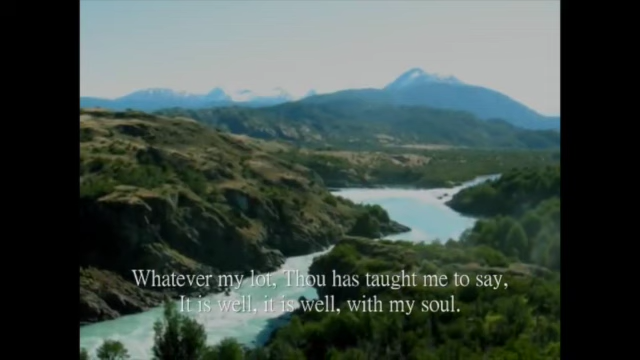 Whatever my lot, Thou has taught me to say,
It is well, it is well, with my soul.